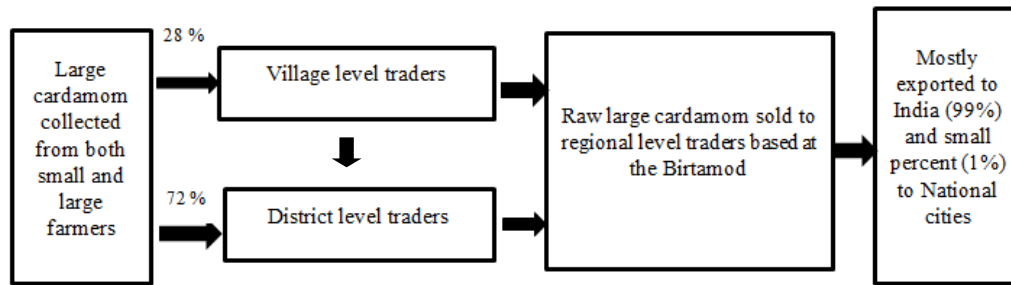 Large
cardamom
collected
from both
small and
large
farmers
28 %
Village level traders
72 %
District level traders
Raw large cardamom sold to
regional level traders based at
the Birtamod
Mostly
exported to
India (99%)
and small
percent (1%)
to National
cities